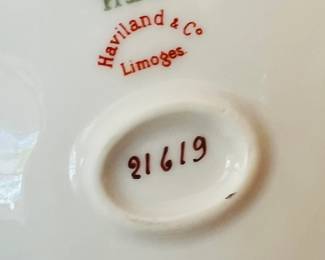 Haviland & Co
Limoges.
21619